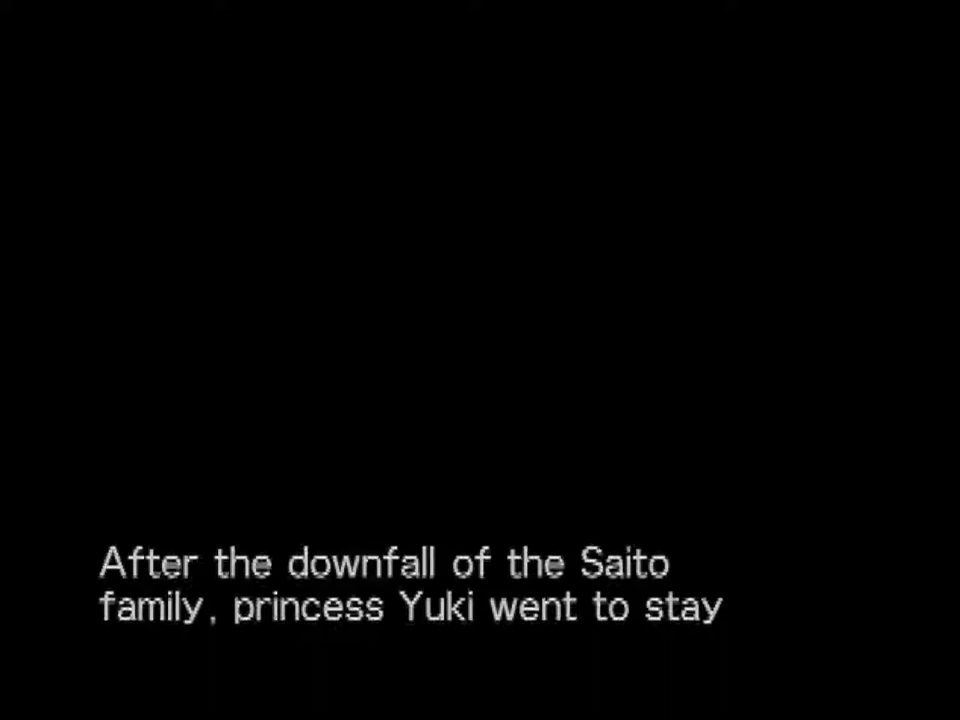 After the downfall of the Saito
family, princess Yuki went to stay